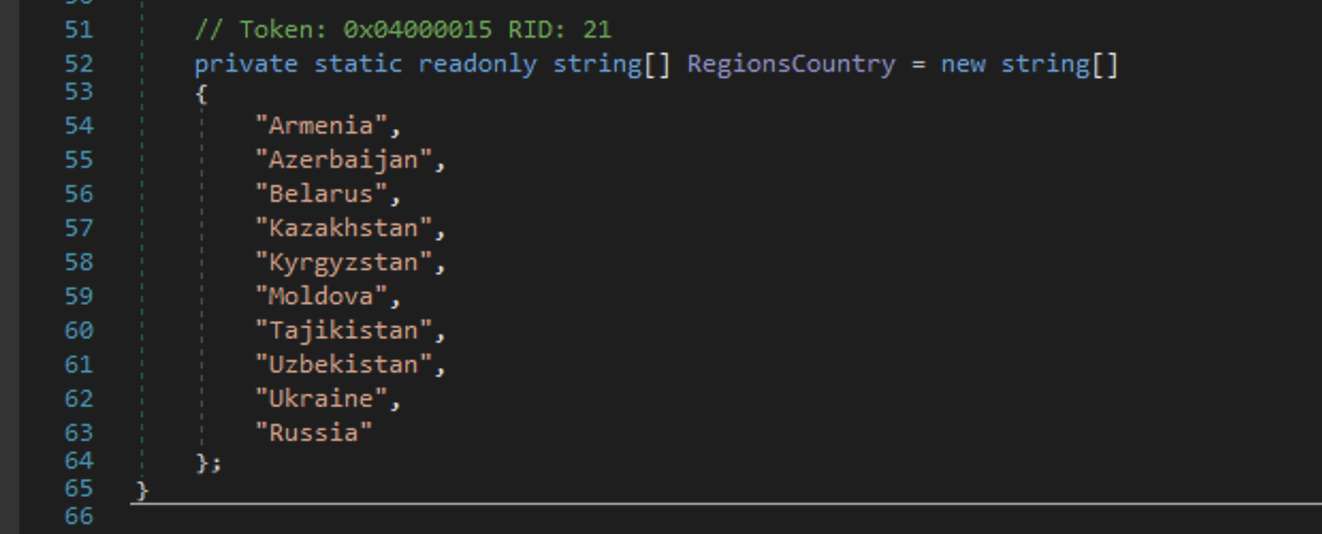 51 // Token: 0x04000015 RID: 21
52 private static readonly string[] RegionsCountry = new string[]
53 {
54 "Armenia",
55 "Azerbaijan",
56 "Belarus",
57 "Kazakhstan",
58 "Kyrgyzstan",
59 "Moldova",
60 "Tajikistan",
61 "Uzbekistan",
62 "Ukraine",
63 "Russia"
64 };
65 }
66